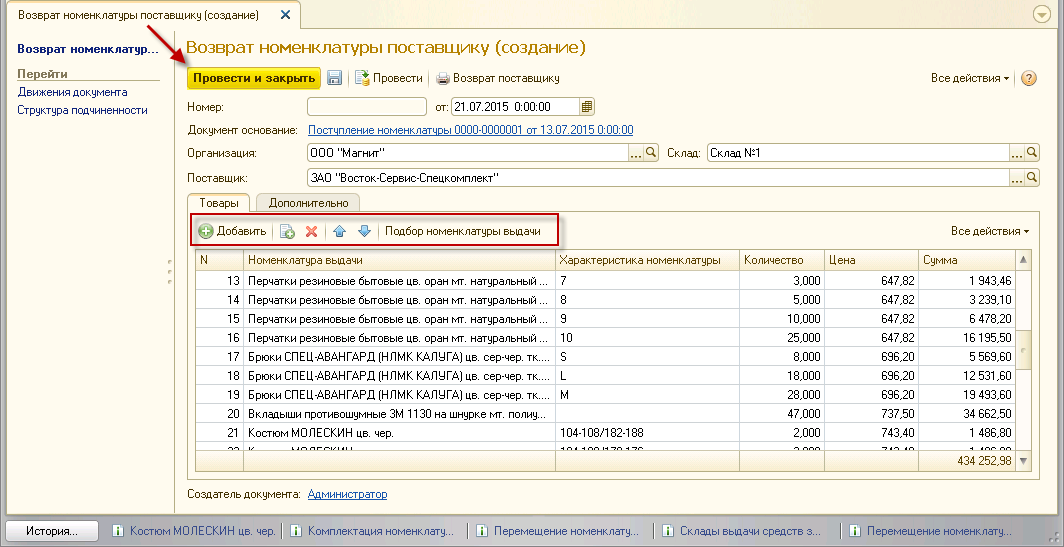 Возврат номенклатуры поставщику (создание)
Возврат номенклатур...
Перейти
Движения документа
Структура подчиненности
Возврат номенклатуры поставщику (создание)
Провести и закрыть Провести Возврат поставщику Все действия
Номер: от: 21.07.2015 0:00:00
Документ основание: Поступление номенклатуры 0000-0000001 от 13.07.2015 0:00:00
Организация: ООО "Магнит" ... Склад: Склад №1 ...
Поставщик: ЗАО "Восток-Сервис-Спецкомплект" ...
Товары Дополнительно
Добавить Подбор номенклатуры выдачи Все действия
N Номенклатура выдачи Характеристика номенклатуры Количество Цена Сумма
13 Перчатки резиновые бытовые цв. оран мт. натуральный ... 7 3,000 647,82 1 943,46
14 Перчатки резиновые бытовые цв. оран мт. натуральный ... 8 5,000 647,82 3 239,10
15 Перчатки резиновые бытовые цв. оран мт. натуральный ... 9 10,000 647,82 6 478,20
16 Перчатки резиновые бытовые цв. оран мт. натуральный ... 10 25,000 647,82 16 195,50
17 Брюки СПЕЦ-АВАНГАРД (НЛМК КАЛУГА) цв. сер-чер. тк.... S 8,000 696,20 5 569,60
18 Брюки СПЕЦ-АВАНГАРД (НЛМК КАЛУГА) цв. сер-чер. тк.... L 18,000 696,20 12 531,60
19 Брюки СПЕЦ-АВАНГАРД (НЛМК КАЛУГА) цв. сер-чер. тк.... M 28,000 696,20 19 493,60
20 Вкладыши противошумные 3М 1130 на шнурке мт. полиу... 47,000 737,50 34 662,50
21 Костюм МОЛЕСКИН цв. чер. 104-108/182-188 2,000 743,40 1 486,80
434 252,98
Создатель документа: Администратор
История... Костюм МОЛЕСКИН цв. чер. Комплектация номенклату... Перемещение номенклату... Склады выдачи средств з... Перемещение номенклату...